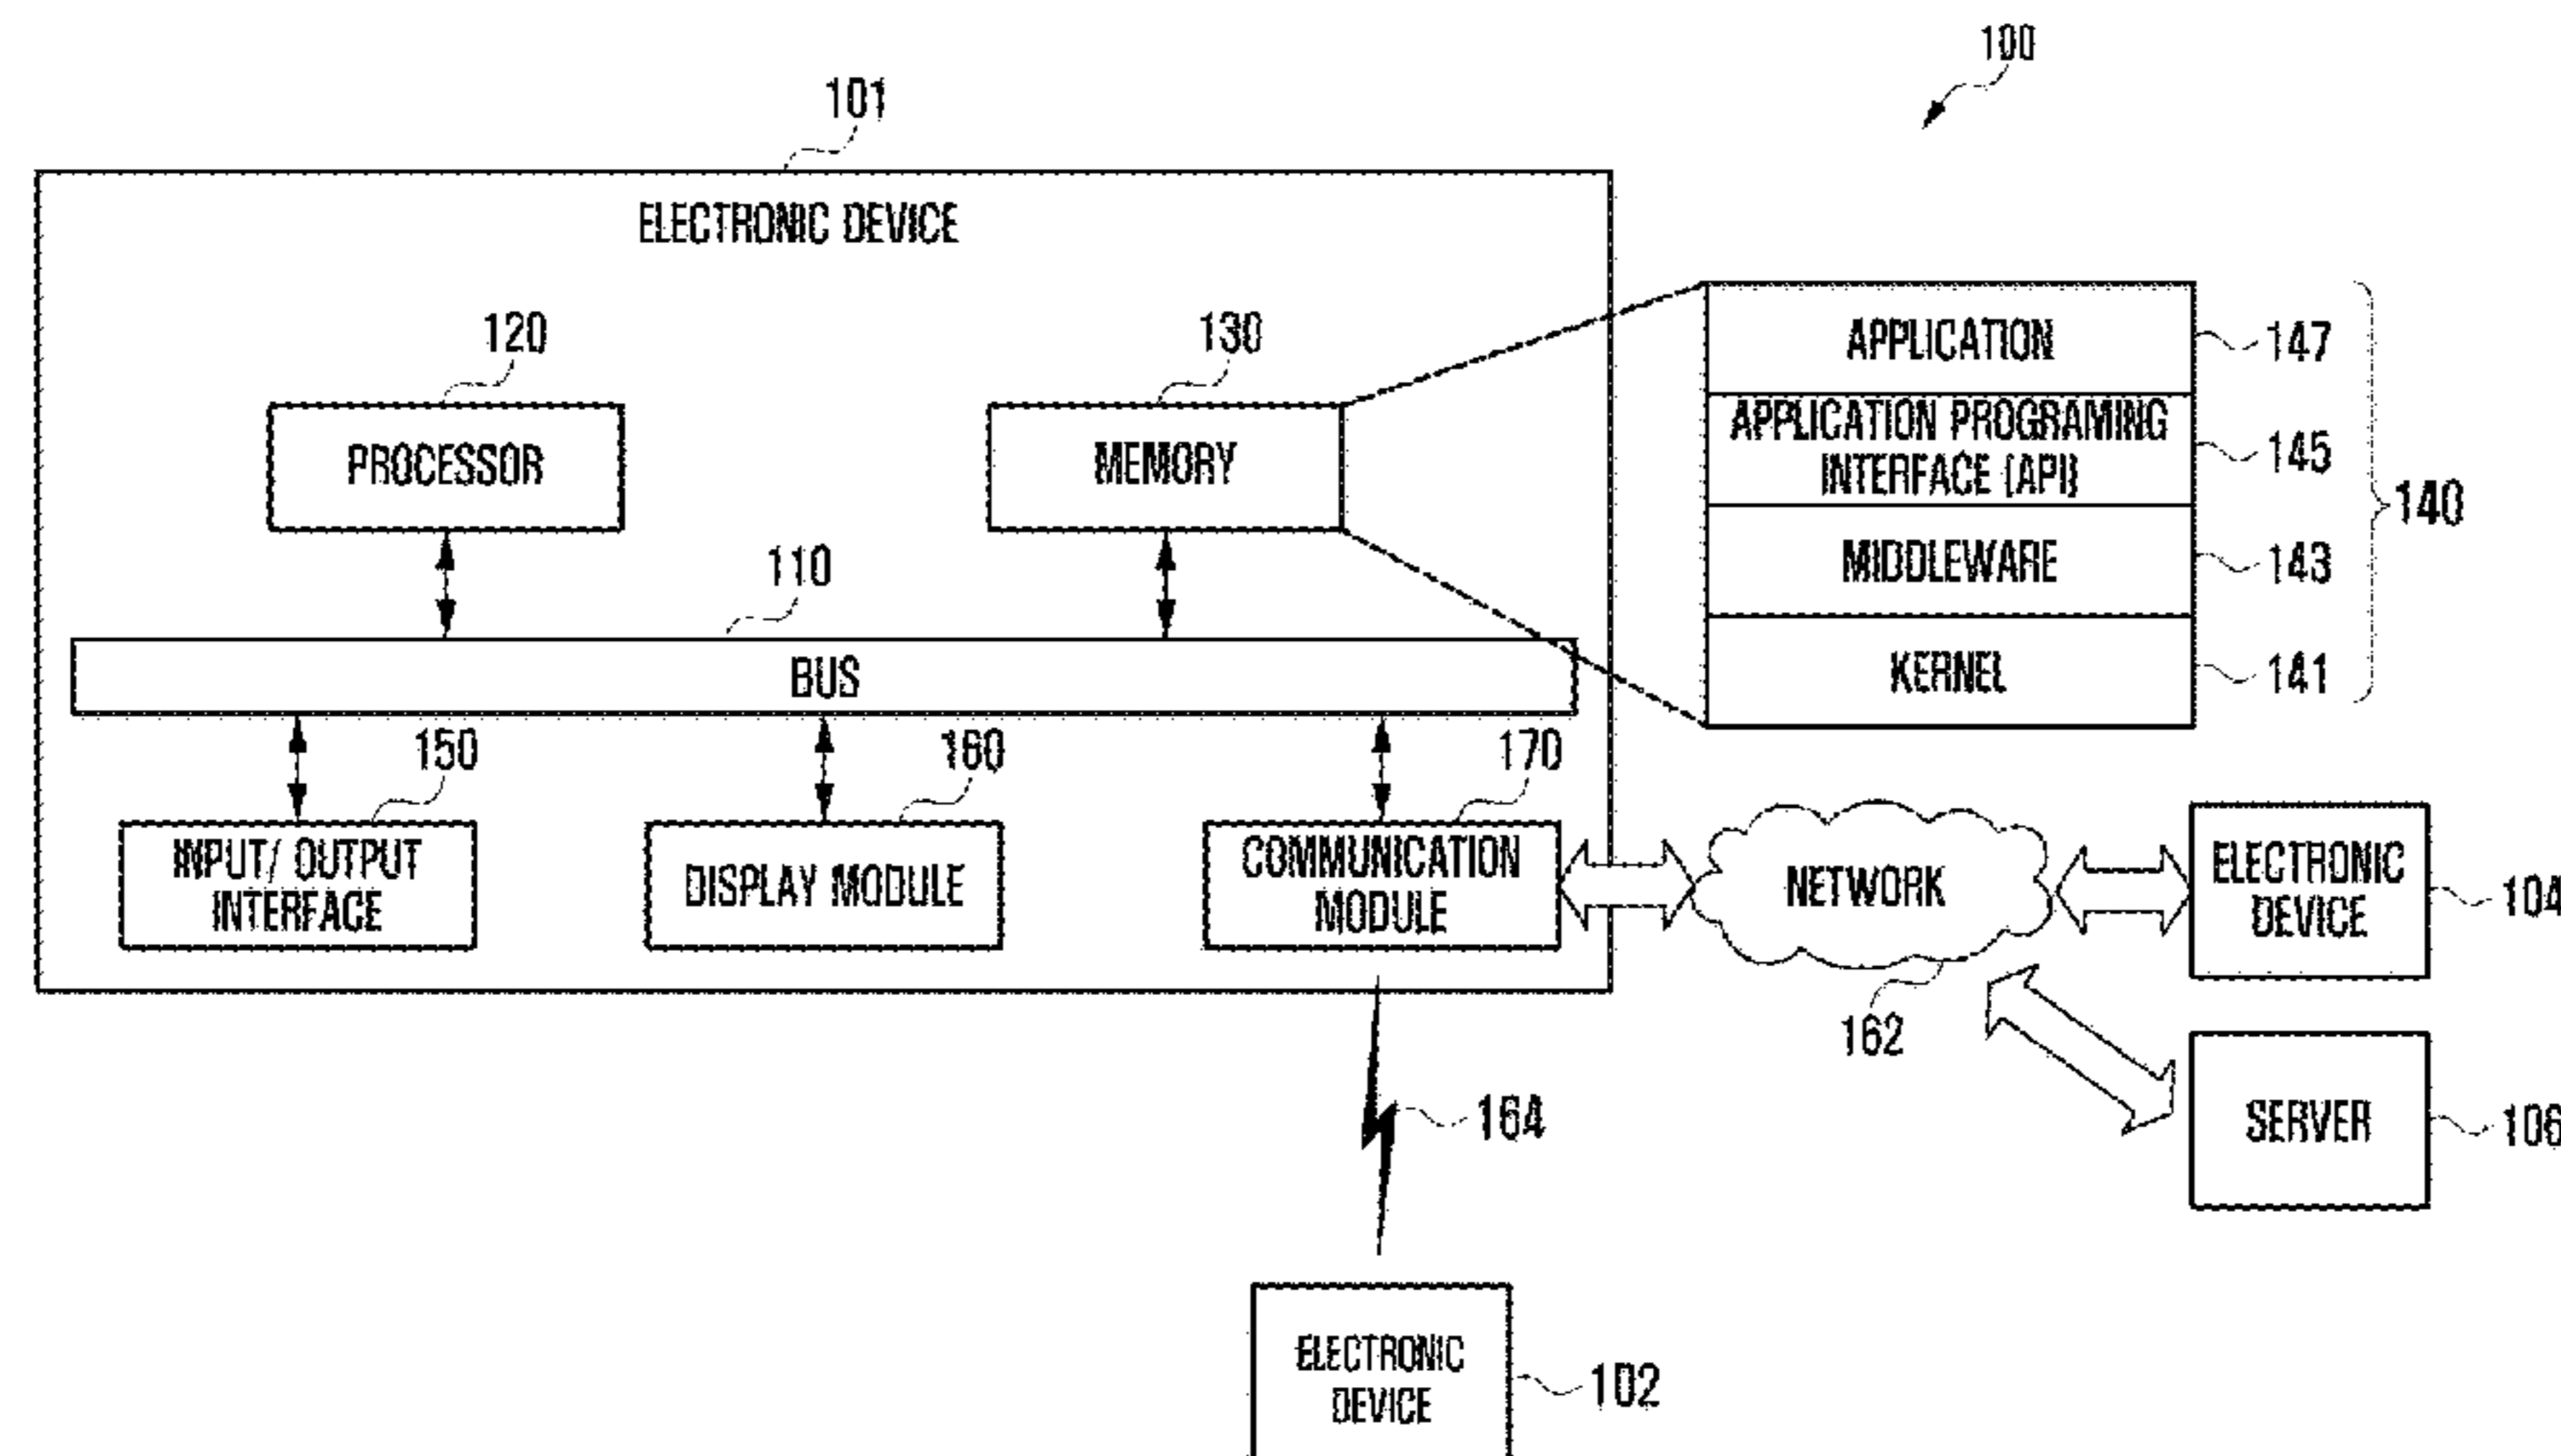 100
101
ELECTRONIC DEVICE
120
130
PROCESSOR
MEMORY
APPLICATION
147
APPLICATION PROGRAMING
INTERFACE (API)
145
140
MIDDLEWARE
143
KERNEL
141
110
BUS
150
160
170
INPUT/ OUTPUT
INTERFACE
DISPLAY MODULE
COMMUNICATION
MODULE
NETWORK
162
ELECTRONIC
DEVICE
104
SERVER
106
164
ELECTRONIC
DEVICE
102